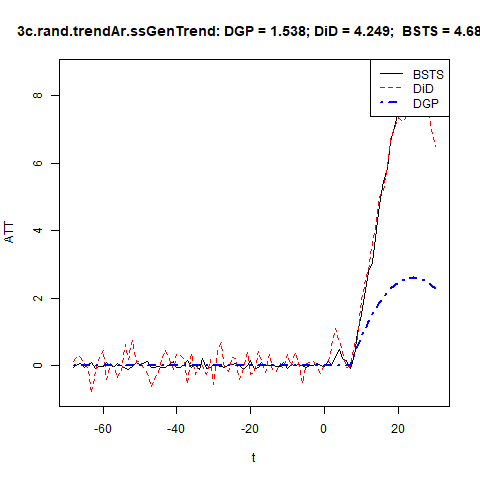 3c.rand.trendAr.ssGenTrend: DGP = 1.538; DiD = 4.249;  BSTS = 4.68
BSTS
DiD
DGP
8
6
4
2
0
ATT
-60
-40
-20
0
20
t